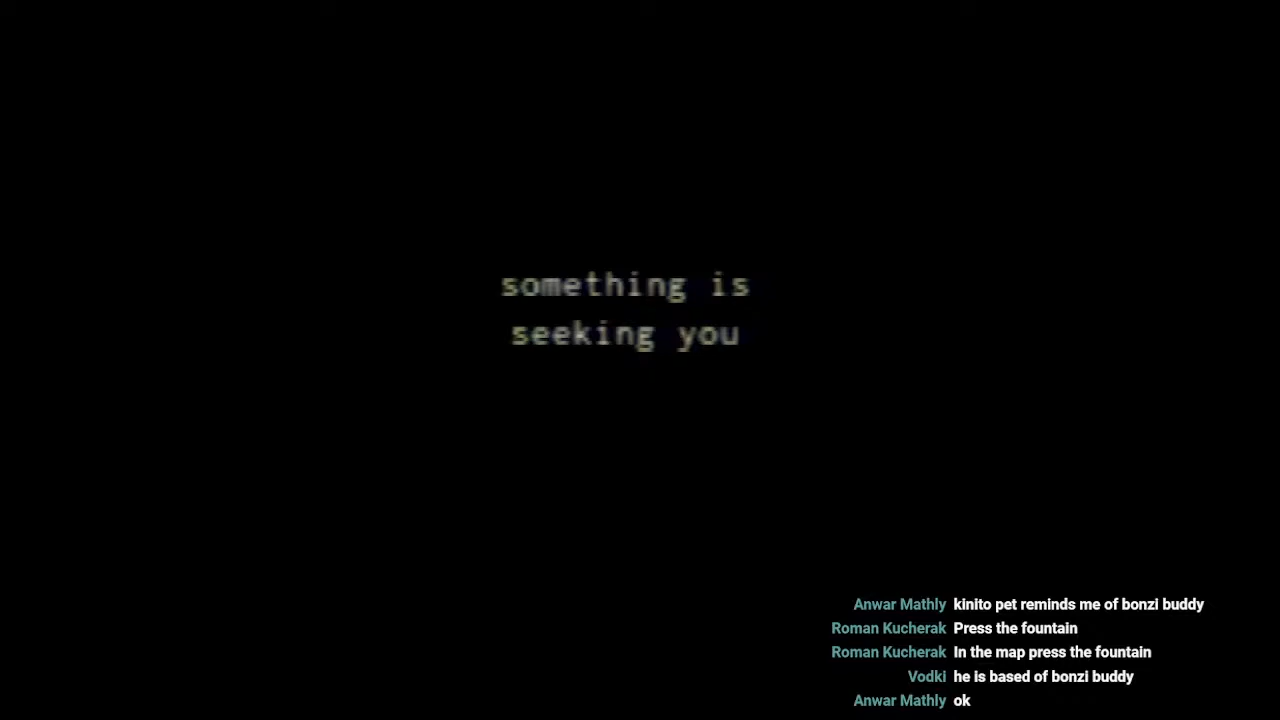 something is
seeking you
Anwar Mathly kinito pet reminds me of bonzi buddy
Roman Kucherak Press the fountain
Roman Kucherak In the map press the fountain
Vodki he is based of bonzi buddy
Anwar Mathly ok